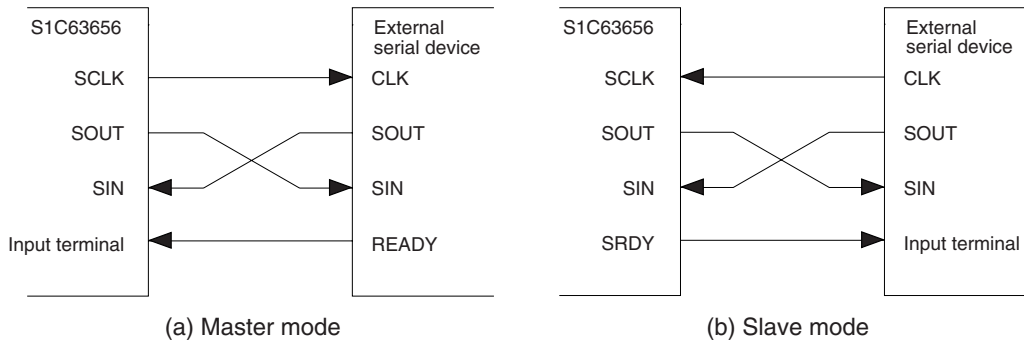 S1C63656
External
serial device
SCLK
CLK
SOUT
SOUT
SIN
SIN
Input terminal
READY
(a) Master mode
S1C63656
External
serial device
SCLK
CLK
SOUT
SOUT
SIN
SIN
SRDY
Input terminal
(b) Slave mode